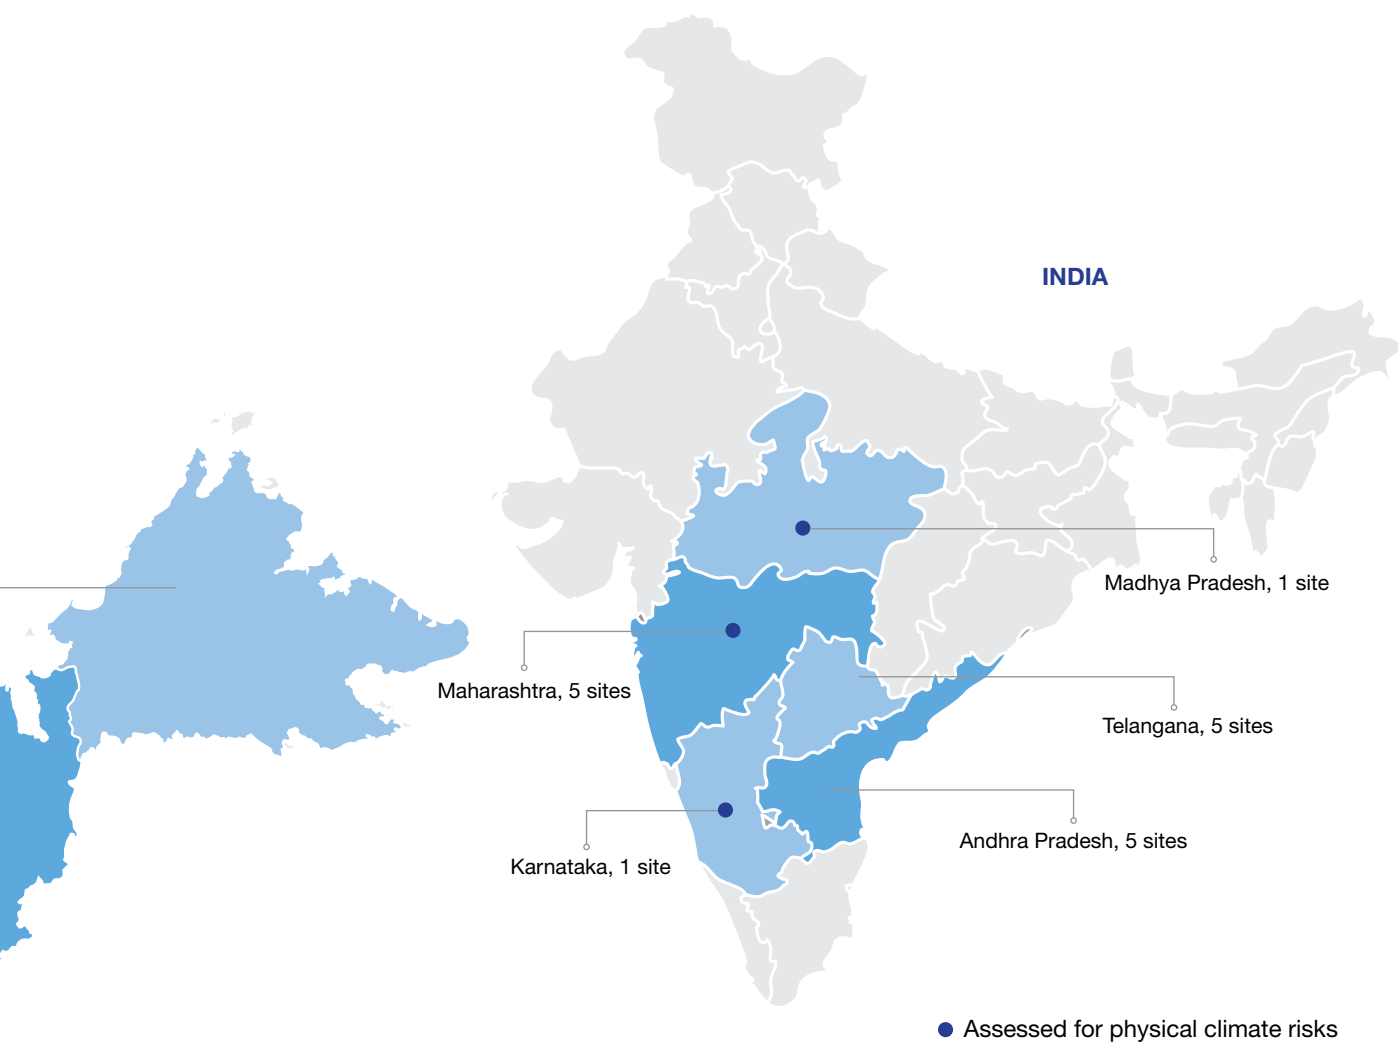 INDIA
Madhya Pradesh, 1 site
Maharashtra, 5 sites
Telangana, 5 sites
Andhra Pradesh, 5 sites
Karnataka, 1 site
Assessed for physical climate risks